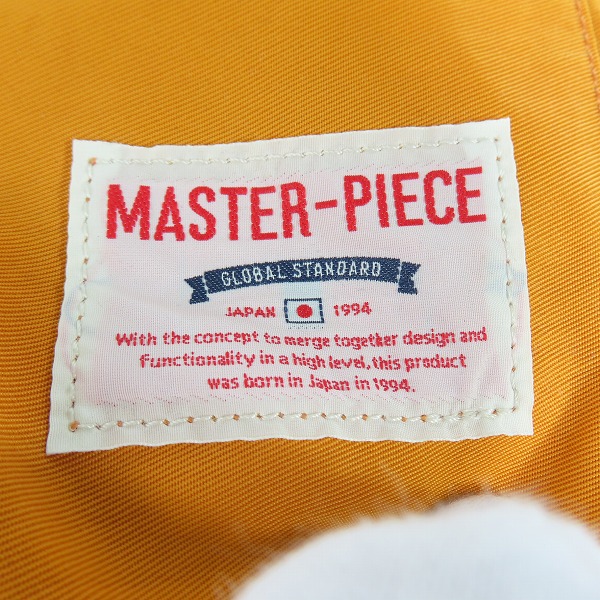 MASTER-PIECE
GLOBAL STANDARD
JAPAN 1994
With the concept to merge together design and
functionality in a high level, this product
was born in Japan in 1994.